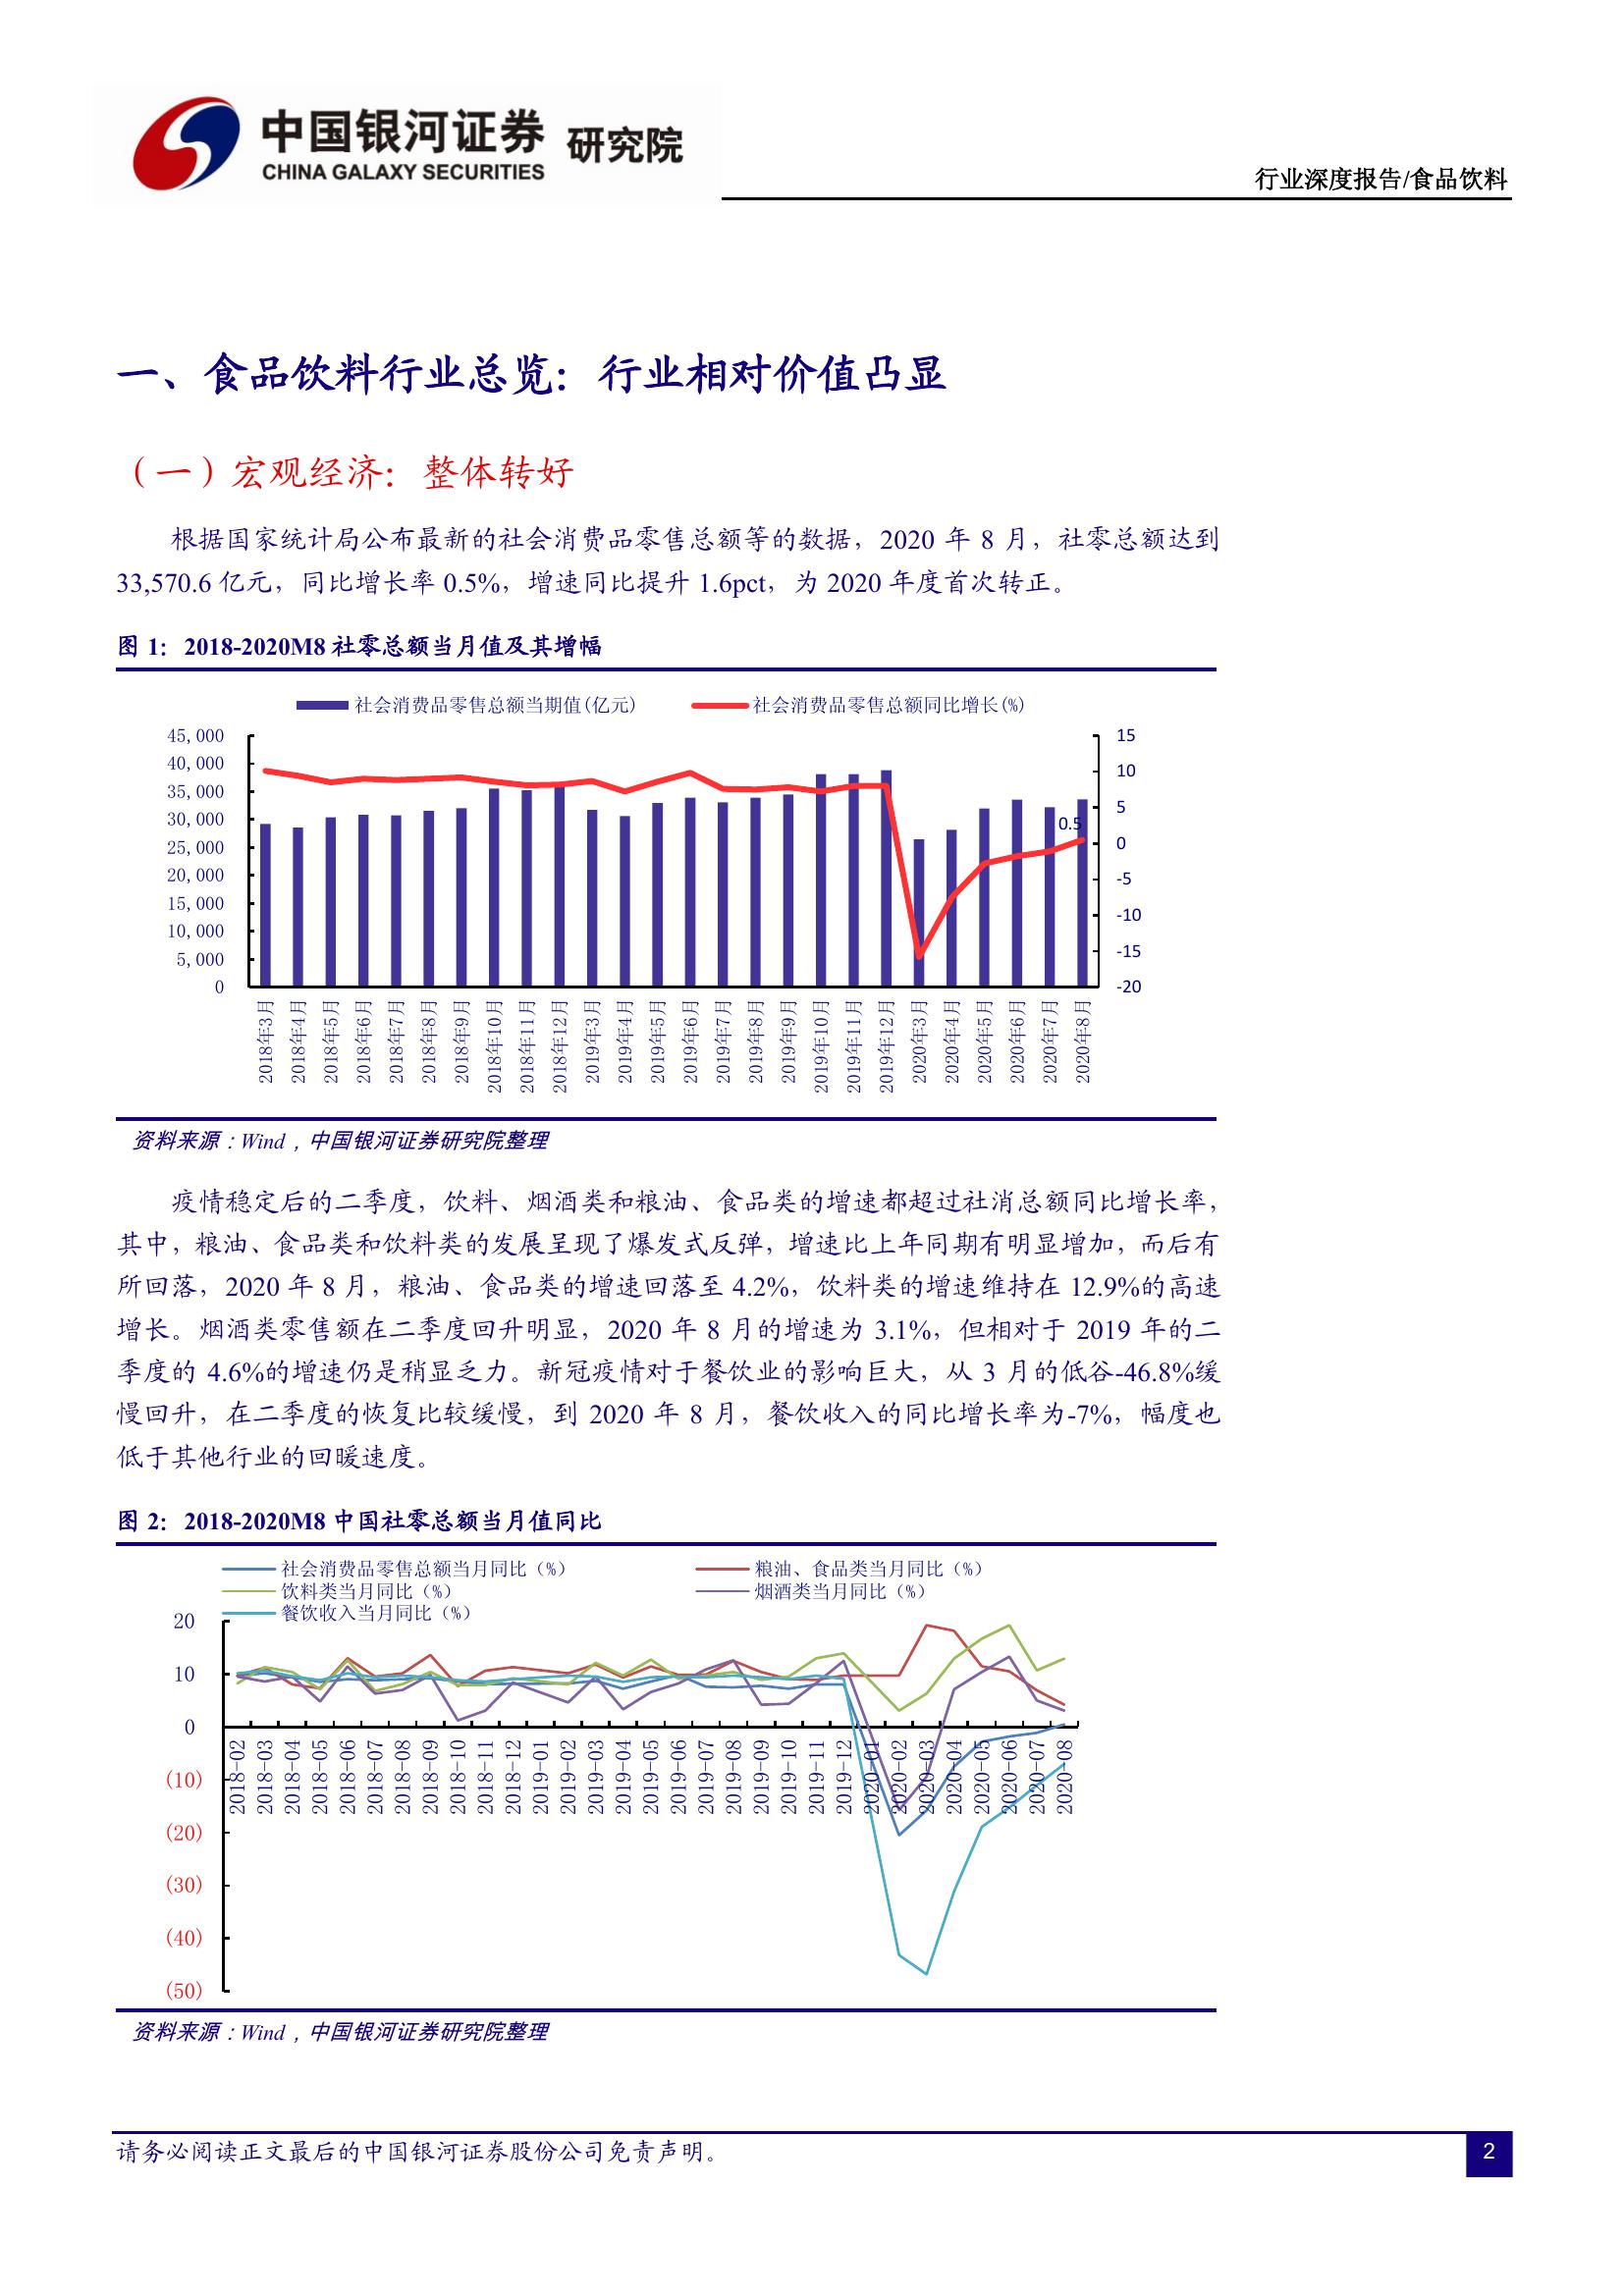 中国银河证券 研究院
CHINA GALAXY SECURITIES
行业深度报告/食品饮料
一、食品饮料行业总览：行业相对价值凸显
（一）宏观经济：整体转好
根据国家统计局公布最新的社会消费品零售总额等的数据，2020 年 8 月，社零总额达到
33,570.6 亿元，同比增长率 0.5%，增速同比提升 1.6pct，为 2020 年度首次转正。
图 1：2018-2020M8 社零总额当月值及其增幅
社会消费品零售总额当期值(亿元) 社会消费品零售总额同比增长(%)
45,000
40,000
35,000
30,000
25,000
20,000
15,000
10,000
5,000
0
15
10
5
0
-5
-10
-15
-20
0.5
2018年3月
2018年4月
2018年5月
2018年6月
2018年7月
2018年8月
2018年9月
2018年10月
2018年11月
2018年12月
2019年3月
2019年4月
2019年5月
2019年6月
2019年7月
2019年8月
2019年9月
2019年10月
2019年11月
2019年12月
2020年3月
2020年4月
2020年5月
2020年6月
2020年7月
2020年8月
资料来源：Wind，中国银河证券研究院整理
疫情稳定后的二季度，饮料、烟酒类和粮油、食品类的增速都超过社消总额同比增长率，
其中，粮油、食品类和饮料类的发展呈现了爆发式反弹，增速比上年同期有明显增加，而后有
所回落，2020 年 8 月，粮油、食品类的增速回落至 4.2%，饮料类的增速维持在 12.9%的高速
增长。烟酒类零售额在二季度回升明显，2020 年 8 月的增速为 3.1%，但相对于 2019 年的二
季度的 4.6%的增速仍是稍显乏力。新冠疫情对于餐饮业的影响巨大，从 3 月的低谷-46.8%缓
慢回升，在二季度的恢复比较缓慢，到 2020 年 8 月，餐饮收入的同比增长率为-7%，幅度也
低于其他行业的回暖速度。
图 2：2018-2020M8 中国社零总额当月值同比
社会消费品零售总额当月同比（%） 粮油、食品类当月同比（%）
饮料类当月同比（%） 烟酒类当月同比（%）
餐饮收入当月同比（%）
20
10
0
(10)
(20)
(30)
(40)
(50)
2018-02
2018-03
2018-04
2018-05
2018-06
2018-07
2018-08
2018-09
2018-10
2018-11
2018-12
2019-01
2019-02
2019-03
2019-04
2019-05
2019-06
2019-07
2019-08
2019-09
2019-10
2019-11
2019-12
2020-01
2020-02
2020-03
2020-04
2020-05
2020-06
2020-07
2020-08
资料来源：Wind，中国银河证券研究院整理
请务必阅读正文最后的中国银河证券股份公司免责声明。
2